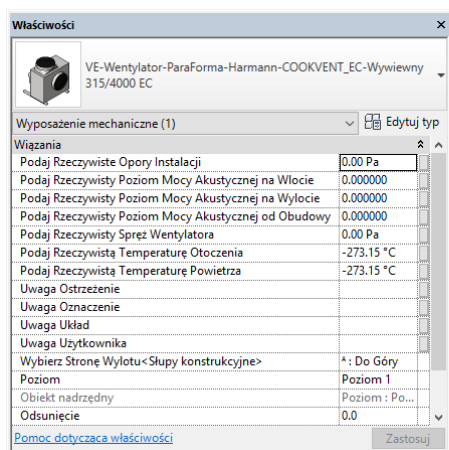 Właściwości ×
VE-Wentylator-ParaForma-Harmann-COOKVENT_EC-Wywiewny
315/4000 EC
Wyposażenie mechaniczne (1) Edytuj typ
Wiązania
Podaj Rzeczywiste Opory Instalacji 0.00 Pa
Podaj Rzeczywisty Poziom Mocy Akustycznej na Wlocie 0.000000
Podaj Rzeczywisty Poziom Mocy Akustycznej na Wylocie 0.000000
Podaj Rzeczywisty Poziom Mocy Akustycznej od Obudowy 0.000000
Podaj Rzeczywisty Spręż Wentylatora 0.00 Pa
Podaj Rzeczywistą Temperaturę Otoczenia -273.15 °C
Podaj Rzeczywistą Temperaturę Powietrza -273.15 °C
Uwaga Ostrzeżenie
Uwaga Oznaczenie
Uwaga Układ
Uwaga Użytkownika
Wybierz Stronę Wylotu<Słupy konstrukcyjne> ᴬ : Do Góry
Poziom Poziom 1
Obiekt nadrzędny Poziom : Po...
Odsunięcie 0.0
Pomoc dotycząca właściwości Zastosuj